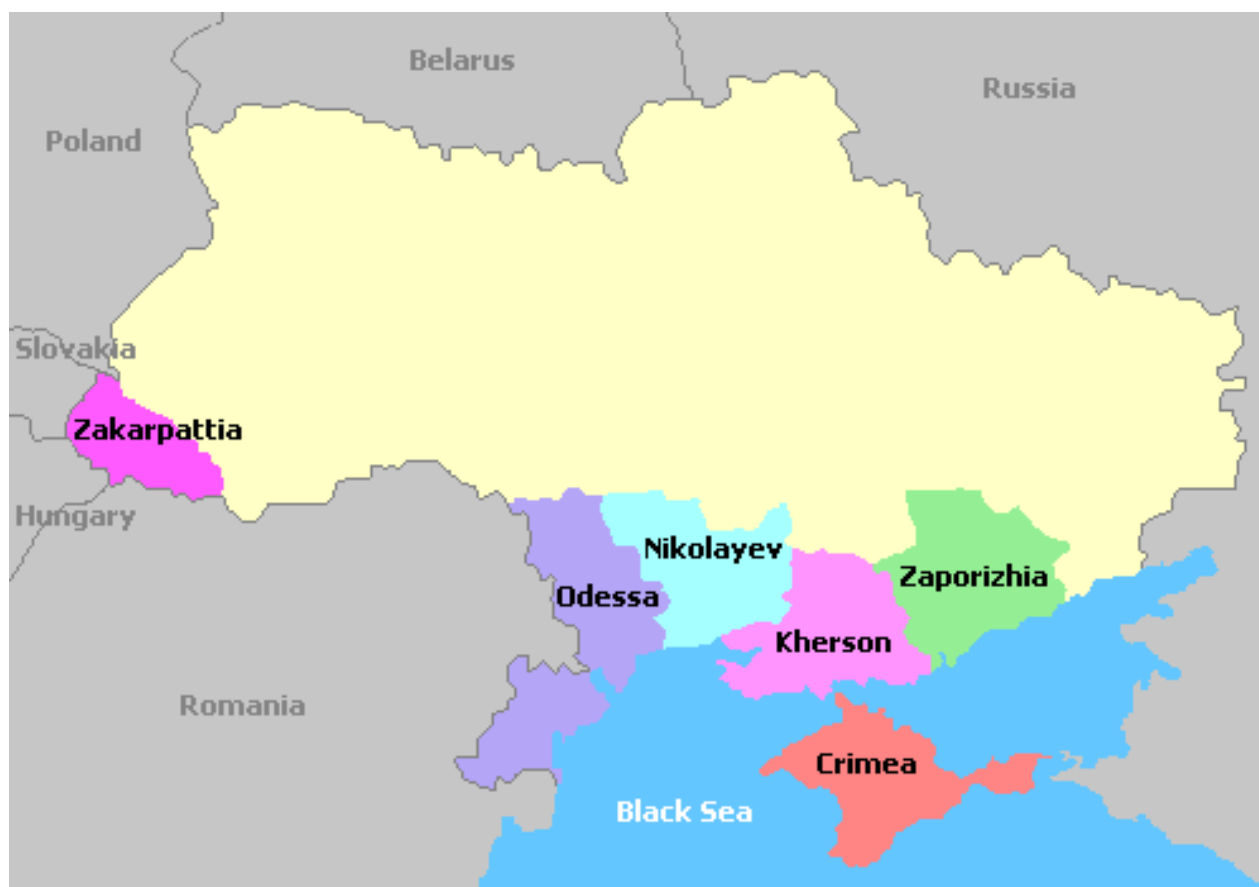 Belarus
Russia
Poland
Slovakia
Zakarpattia
Hungary
Nikolayev
Zaporizhia
Odessa
Kherson
Romania
Crimea
Black Sea